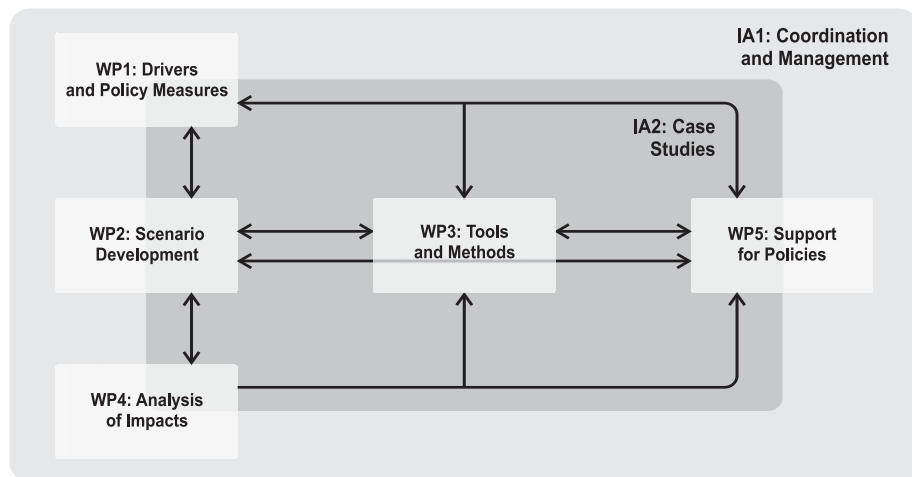 IA1: Coordination
and Management
WP1: Drivers
and Policy Measures
IA2: Case
Studies
WP2: Scenario
Development
WP3: Tools
and Methods
WP5: Support
for Policies
WP4: Analysis
of Impacts